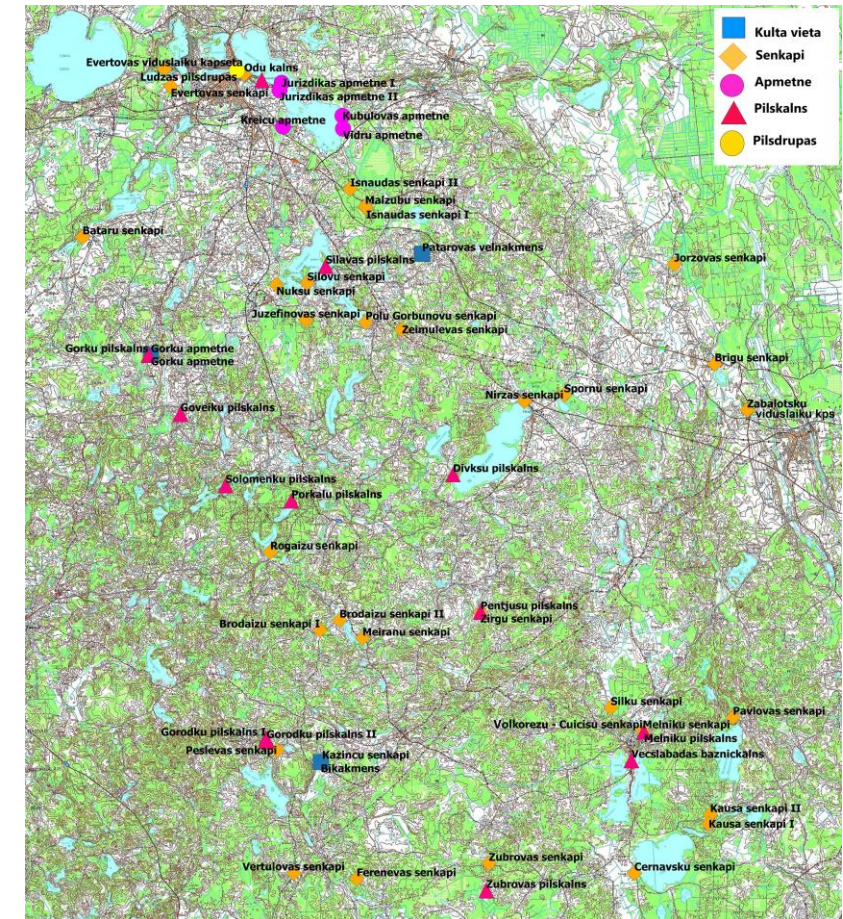 Kulta vieta
Senkapi
Apmetne
Pilskalns
Pilsdrupas
Evertovas viduslaiku kapseta
Odu kalns
Ludzas pilsdrupas
Jurizdikas apmetne I
Evertovas senkapi
Jurizdikas apmetne II
Kreicu apmetne
Kubulovas apmetne
Vidru apmetne
Isnaudas senkapi II
Malzubu senkapi
Isnaudas senkapi I
Bataru senkapi
Patarovas velnakmens
Silavas pilskalns
Jorzovas senkapi
Silovu senkapi
Nuksu senkapi
Juzefinovas senkapi
Polu Gorbunovu senkapi
Zeimulevas senkapi
Gorku pilskalns
Gorku apmetne
Gorku apmetne
Brigu senkapi
Nirzas senkapi
Spornu senkapi
Zabalotsku
viduslaiku kps
Goveiku pilskalns
Divksu pilskalns
Solomenku pilskalns
Porkalu pilskalns
Rogaizu senkapi
Pentjusu pilskalns
Zirgu senkapi
Brodaizu senkapi II
Brodaizu senkapi I
Meiranu senkapi
Silku senkapi
Pavlovas senkapi
Volkorezu - Cuicisu senkapi
Melniku senkapi
Melniku pilskalns
Gorodku pilskalns I
Gorodku pilskalns II
Peslevas senkapi
Kazincu senkapi
Bikakmens
Vecslabadas baznickalns
Kausa senkapi II
Kausa senkapi I
Zubrovas senkapi
Vertulovas senkapi
Ferenevas senkapi
Cernavsku senkapi
Zubrovas pilskalns